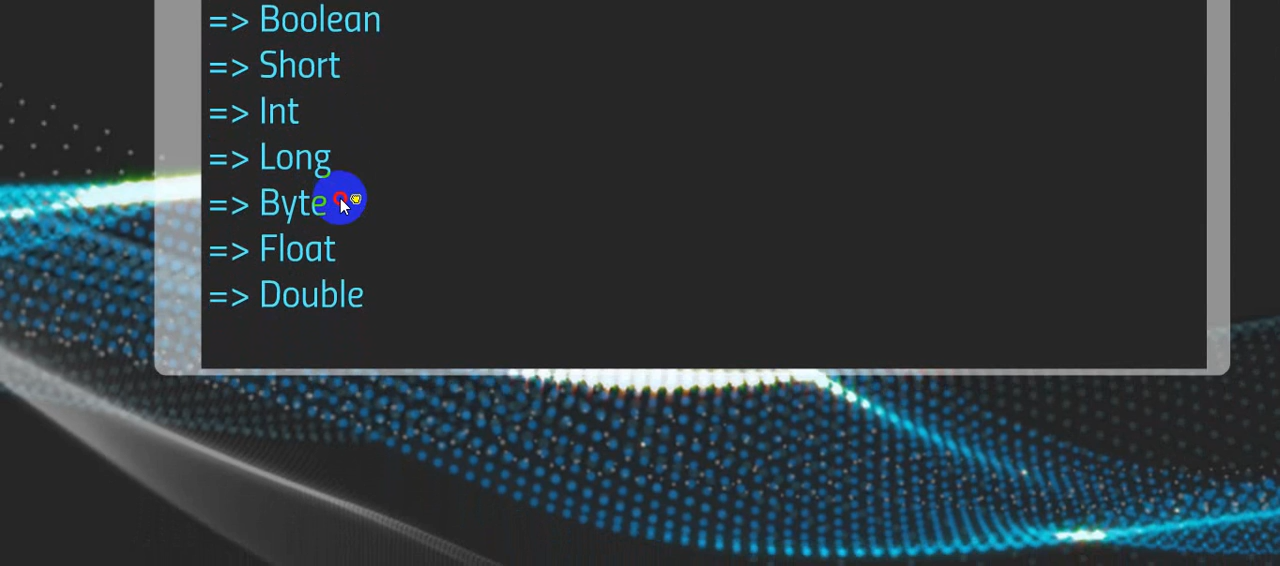 => Boolean
=> Short
=> Int
=> Long
=> Byte
=> Float
=> Double